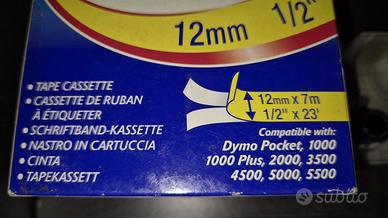 12mm 1/2"
• TAPE CASSETTE
• CASSETTE DE RUBAN
À ÉTIQUETER
• SCHRIFTBAND-KASSETTE
• NASTRO IN CARTUCCIA
• CINTA
• TAPEKASSETT
12mm x 7m
1/2" x 23'
Compatible with:
Dymo Pocket, 1000
1000 Plus, 2000, 3500
4500, 5000, 5500
subito